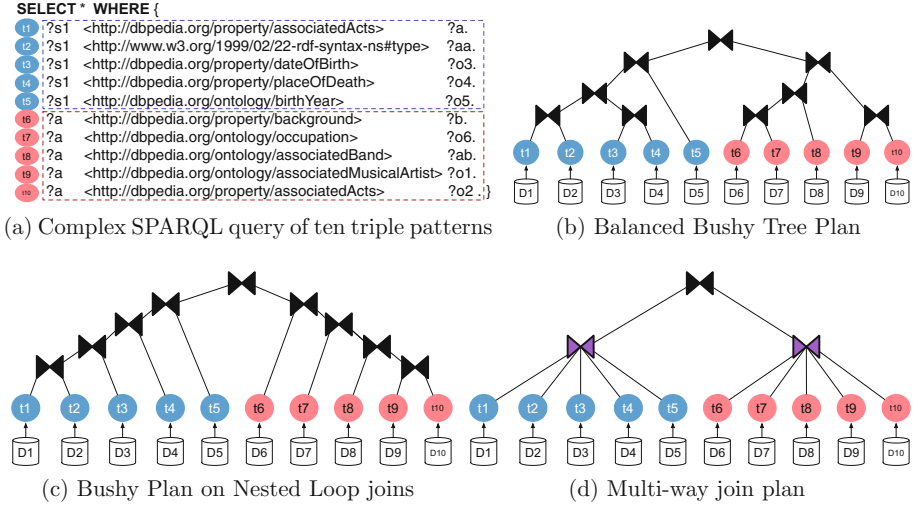 SELECT * WHERE {
t1 ?s1 <http://dbpedia.org/property/associatedActs> ?a.
t2 ?s1 <http://www.w3.org/1999/02/22-rdf-syntax-ns#type> ?aa.
t3 ?s1 <http://dbpedia.org/property/dateOfBirth> ?o3.
t4 ?s1 <http://dbpedia.org/property/placeOfDeath> ?o4.
t5 ?s1 <http://dbpedia.org/ontology/birthYear> ?o5.
t6 ?a <http://dbpedia.org/property/background> ?b.
t7 ?a <http://dbpedia.org/ontology/occupation> ?o6.
t8 ?a <http://dbpedia.org/ontology/associatedBand> ?ab.
t9 ?a <http://dbpedia.org/ontology/associatedMusicalArtist> ?o1.
t10 ?a <http://dbpedia.org/property/associatedActs> ?o2 . }
(a) Complex SPARQL query of ten triple patterns
t1 t2 t3 t4 t5 t6 t7 t8 t9 t10
D1 D2 D3 D4 D5 D6 D7 D8 D9 D10
(b) Balanced Bushy Tree Plan
t1 t2 t3 t4 t5 t6 t7 t8 t9 t10
D1 D2 D3 D4 D5 D6 D7 D8 D9 D10
(c) Bushy Plan on Nested Loop joins
t1 t2 t3 t4 t5 t6 t7 t8 t9 t10
D1 D2 D3 D4 D5 D6 D7 D8 D9 D10
(d) Multi-way join plan